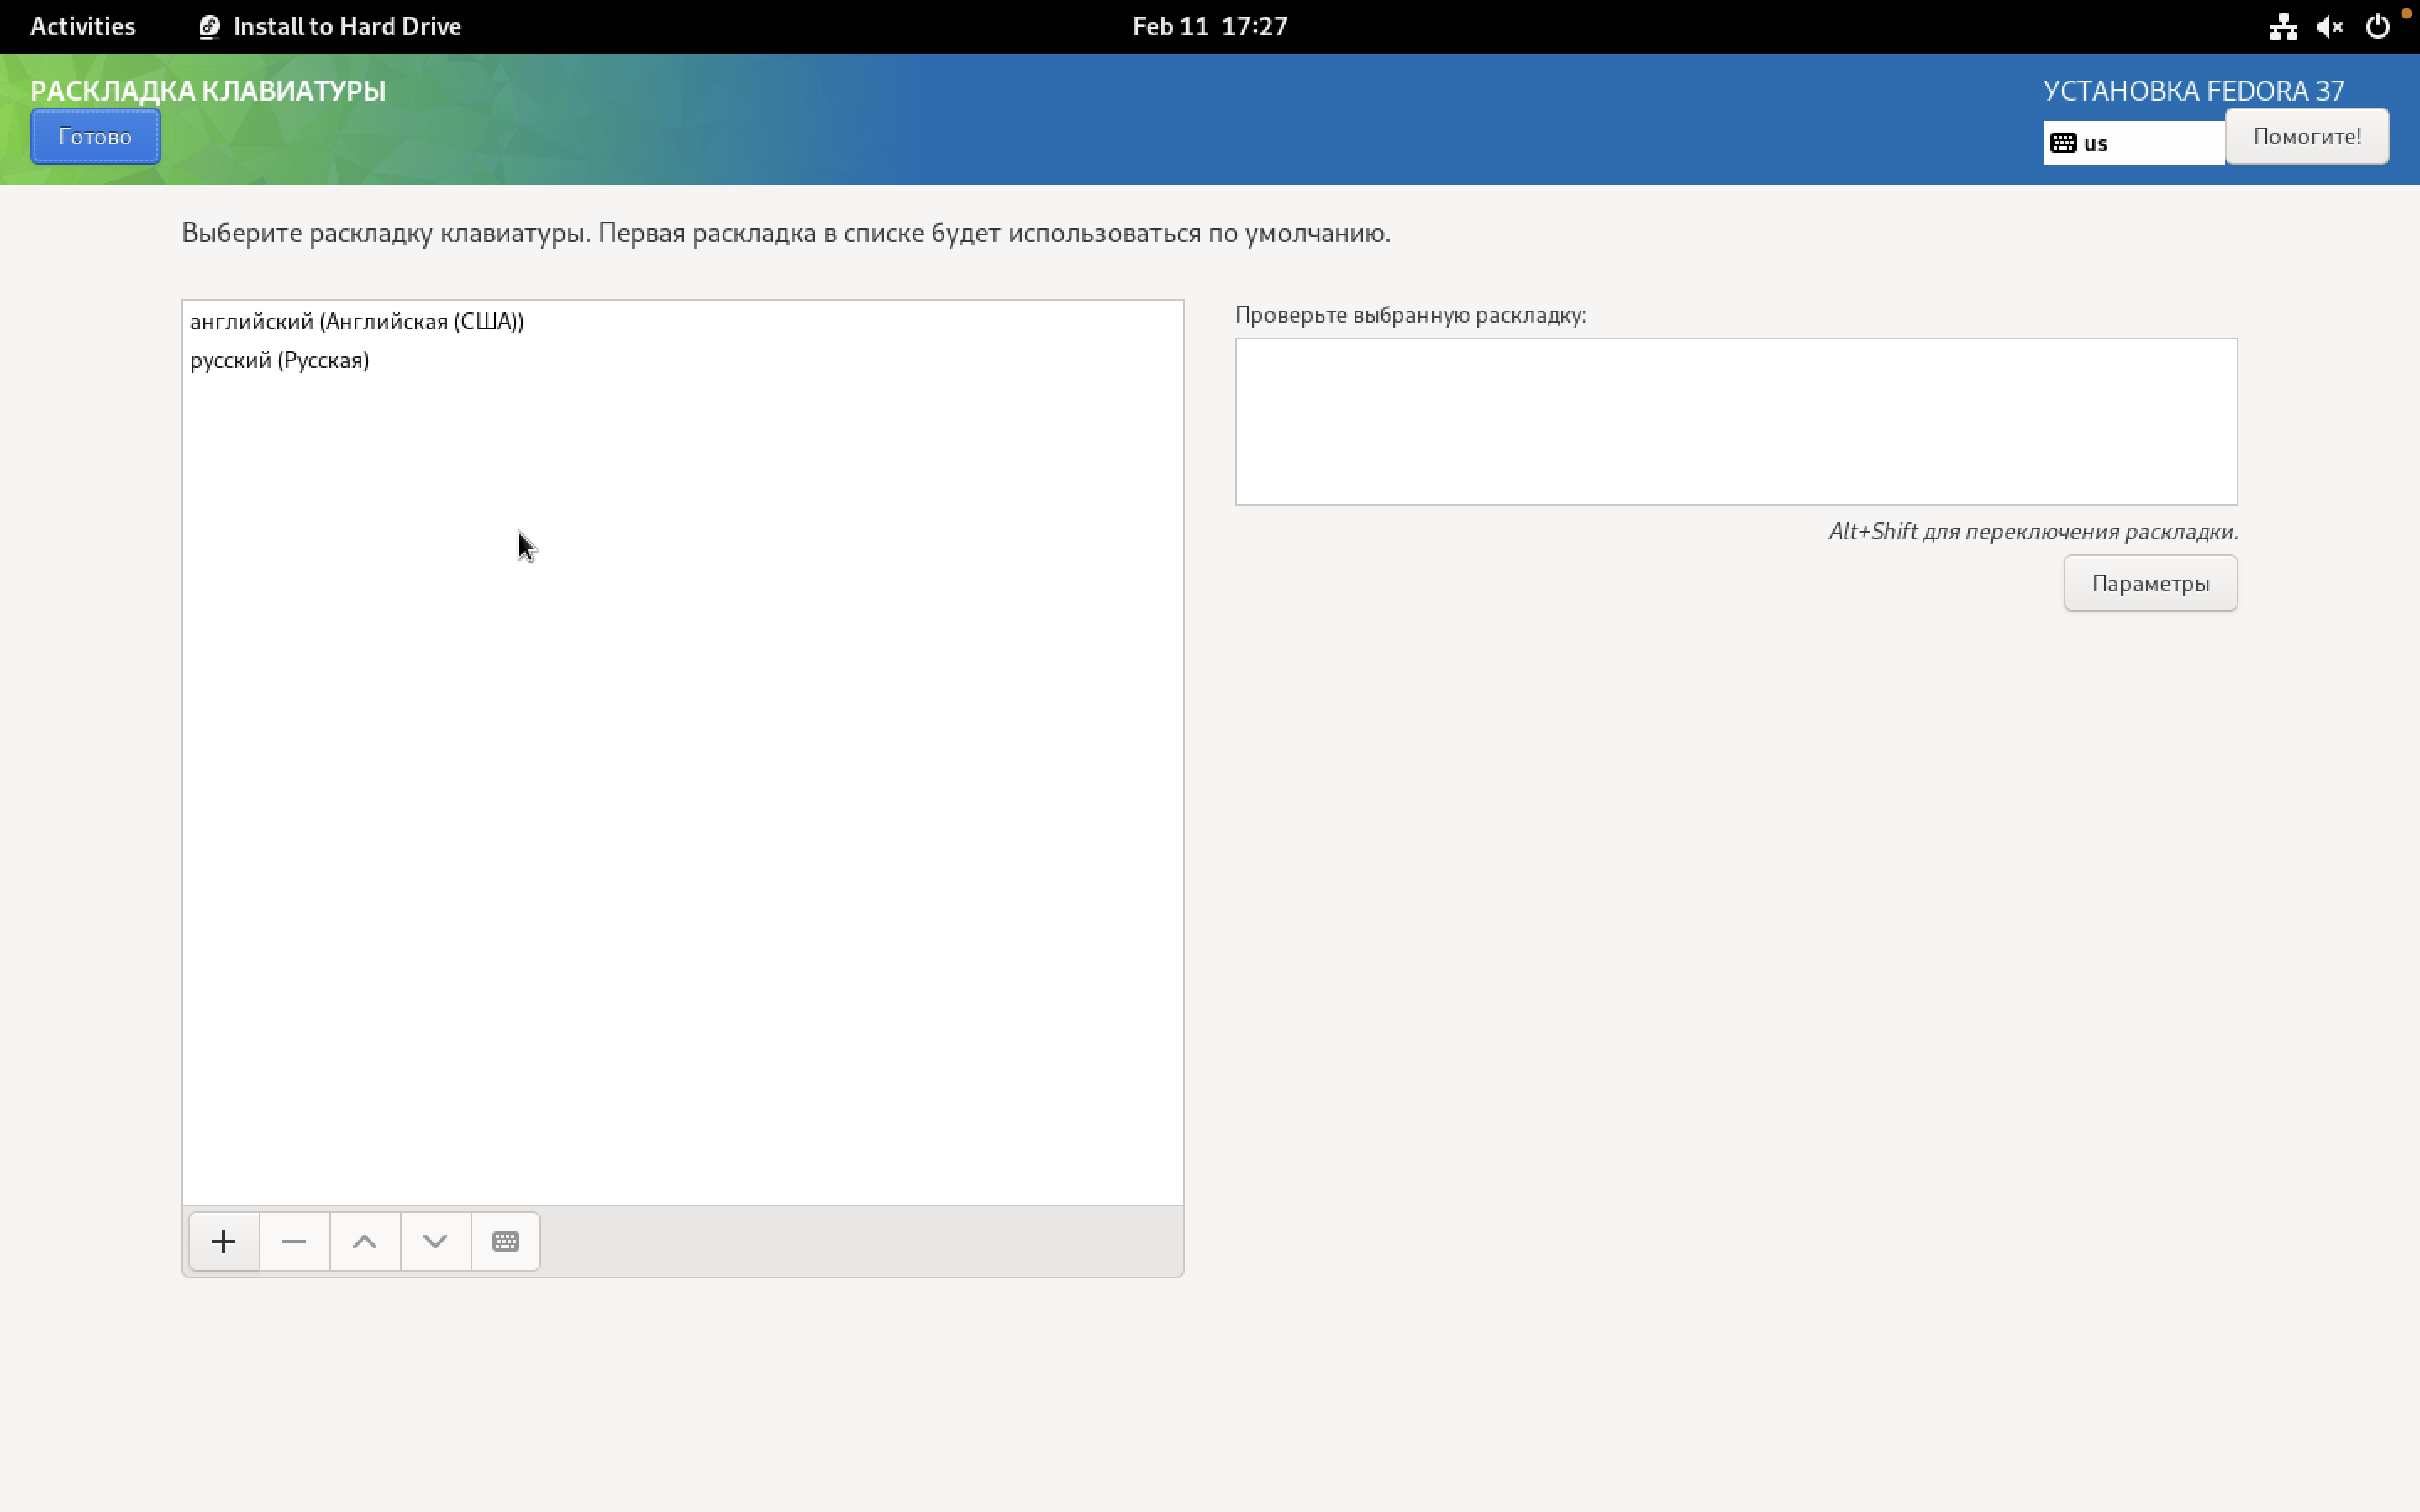 Activities
Install to Hard Drive
Feb 11 17:27
РАСКЛАДКА КЛАВИАТУРЫ
УСТАНОВКА FEDORA 37
Готово
us
Помогите!
Выберите раскладку клавиатуры. Первая раскладка в списке будет использоваться по умолчанию.
английский (Английская (США))
русский (Русская)
Проверьте выбранную раскладку:
Alt+Shift для переключения раскладки.
Параметры